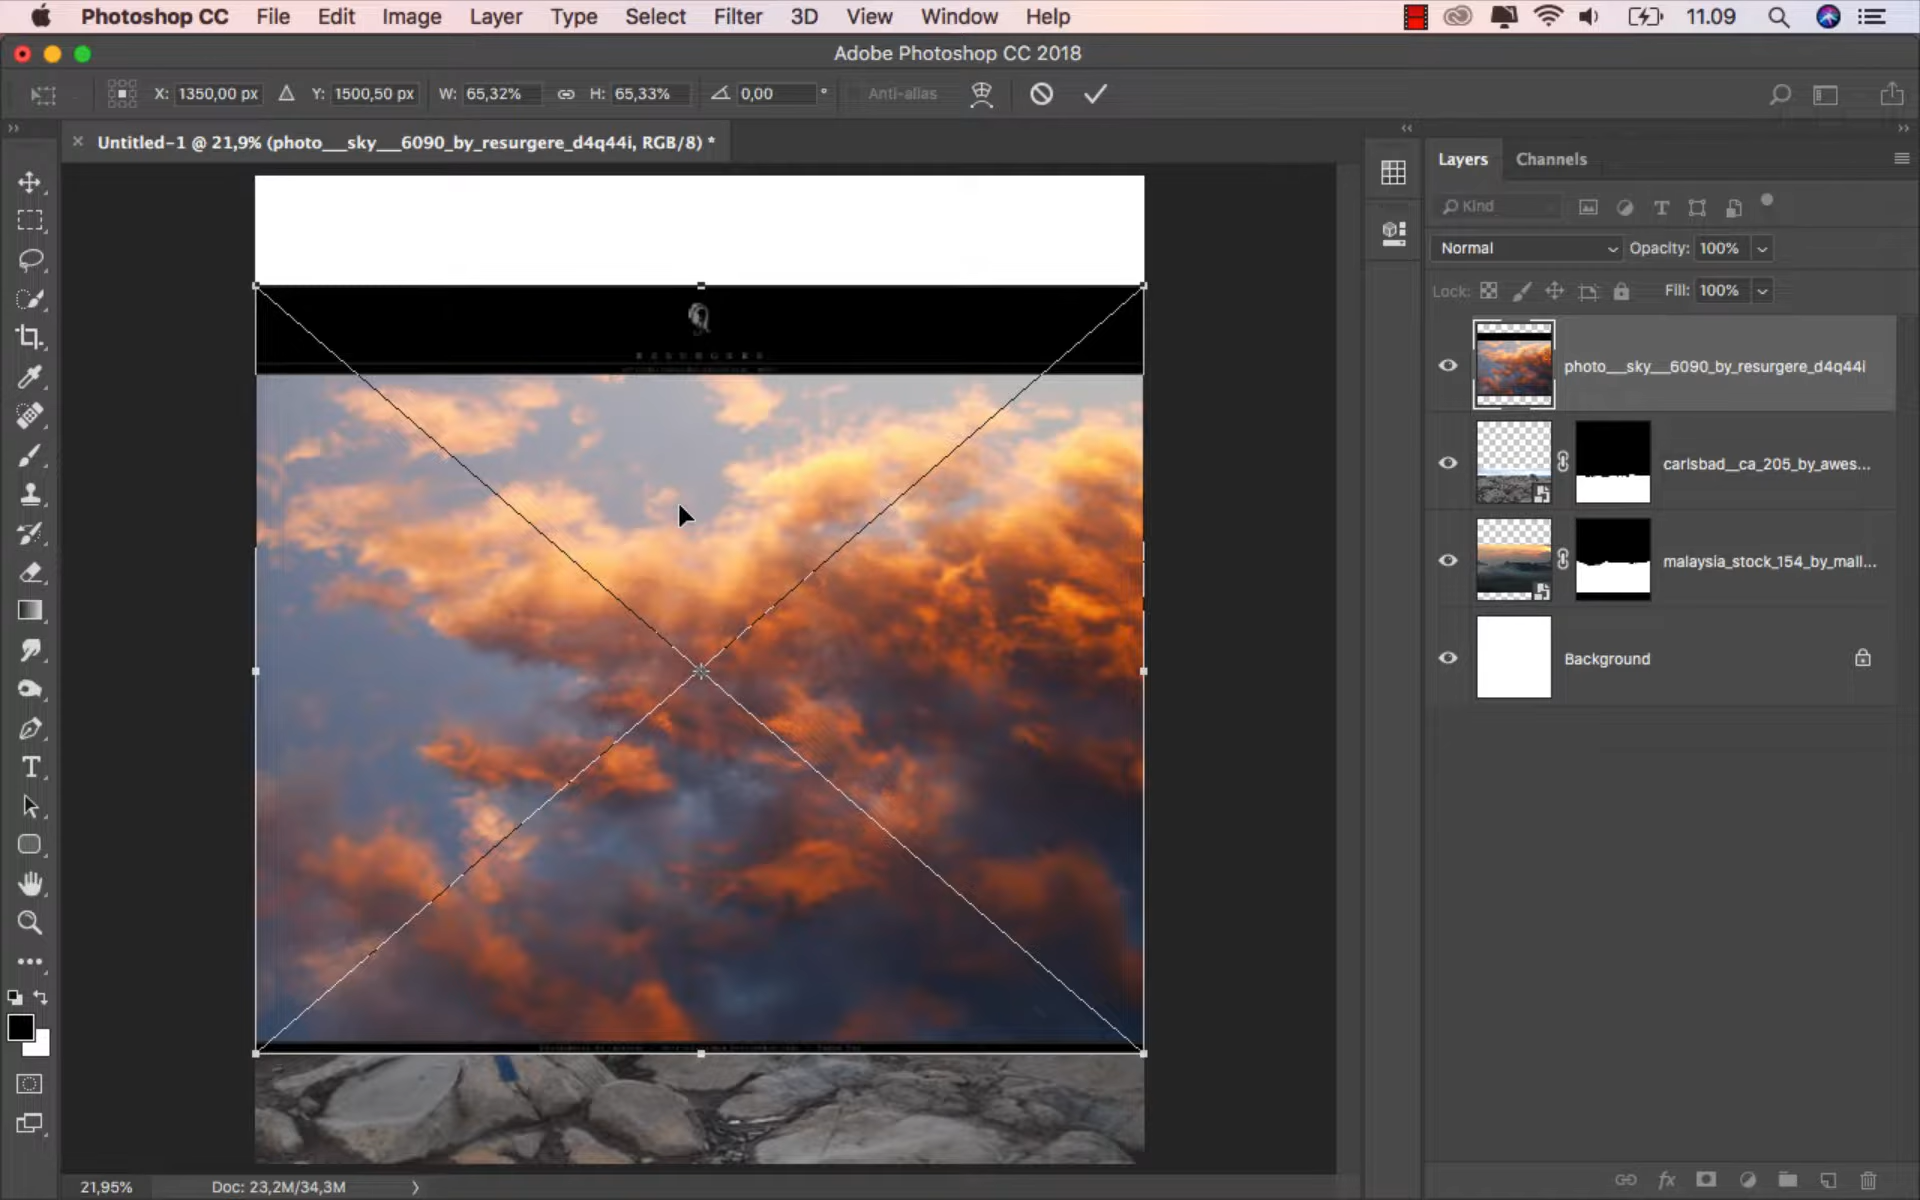 Photoshop CC File Edit Image Layer Type Select Filter 3D View Window Help 11.09
Adobe Photoshop CC 2018
X: 1350,00 px Y: 1500,50 px W: 65,32% H: 65,33% 0,00 ° Anti-alias
× Untitled-1 @ 21,9% (photo___sky___6090_by_resurgere_d4q44i, RGB/8) *
Layers Channels
Kind
Normal Opacity: 100%
Lock: Fill: 100%
photo___sky___6090_by_resurgere_d4q44i
carlsbad__ca_205_by_awes...
malaysia_stock_154_by_mall...
Background
21,95% Doc: 23,2M/34,3M